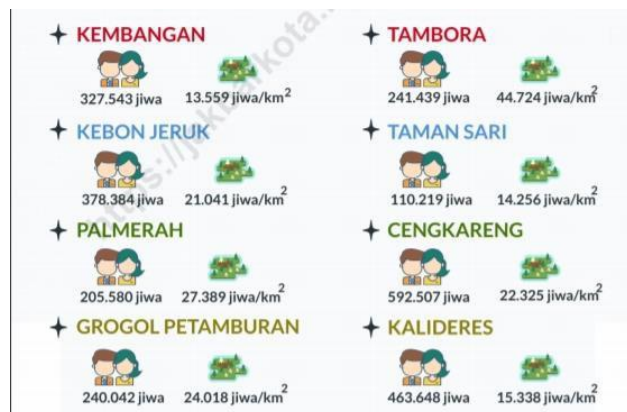 KEMBANGAN
327.543 jiwa 13.559 jiwa/km²
KEBON JERUK
378.384 jiwa 21.041 jiwa/km²
PALMERAH
205.580 jiwa 27.389 jiwa/km²
GROGOL PETAMBURAN
240.042 jiwa 24.018 jiwa/km²
TAMBORA
241.439 jiwa 44.724 jiwa/km²
TAMAN SARI
110.219 jiwa 14.256 jiwa/km²
CENGKARENG
592.507 jiwa 22.325 jiwa/km²
KALIDERES
463.648 jiwa 15.338 jiwa/km²